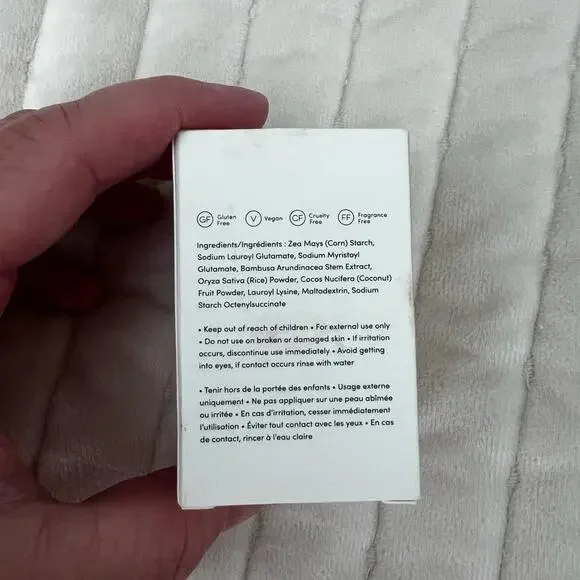 GF Gluten Free V Vegan CF Cruelty Free FF Fragrance Free
Ingredients/Ingrédients : Zea Mays (Corn) Starch,
Sodium Lauroyl Glutamate, Sodium Myristoyl
Glutamate, Bambusa Arundinacea Stem Extract,
Oryza Sativa (Rice) Powder, Cocos Nucifera (Coconut)
Fruit Powder, Lauroyl Lysine, Maltodextrin, Sodium
Starch Octenylsuccinate
• Keep out of reach of children • For external use only
• Do not use on broken or damaged skin • If irritation
occurs, discontinue use immediately • Avoid getting
into eyes, if contact occurs rinse with water
• Tenir hors de la portée des enfants • Usage externe
uniquement • Ne pas appliquer sur une peau abîmée
ou irritée • En cas d'irritation, cesser immédiatement
l'utilisation • Éviter tout contact avec les yeux • En cas
de contact, rincer à l'eau claire